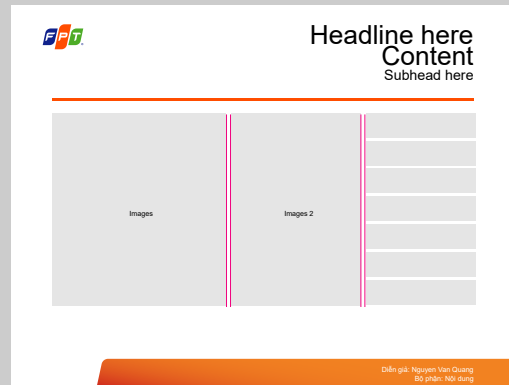 FPT
Headline here
Content
Subhead here
Images
Images 2
Diễn giả: Nguyen Van Quang
Bộ phận: Nội dung